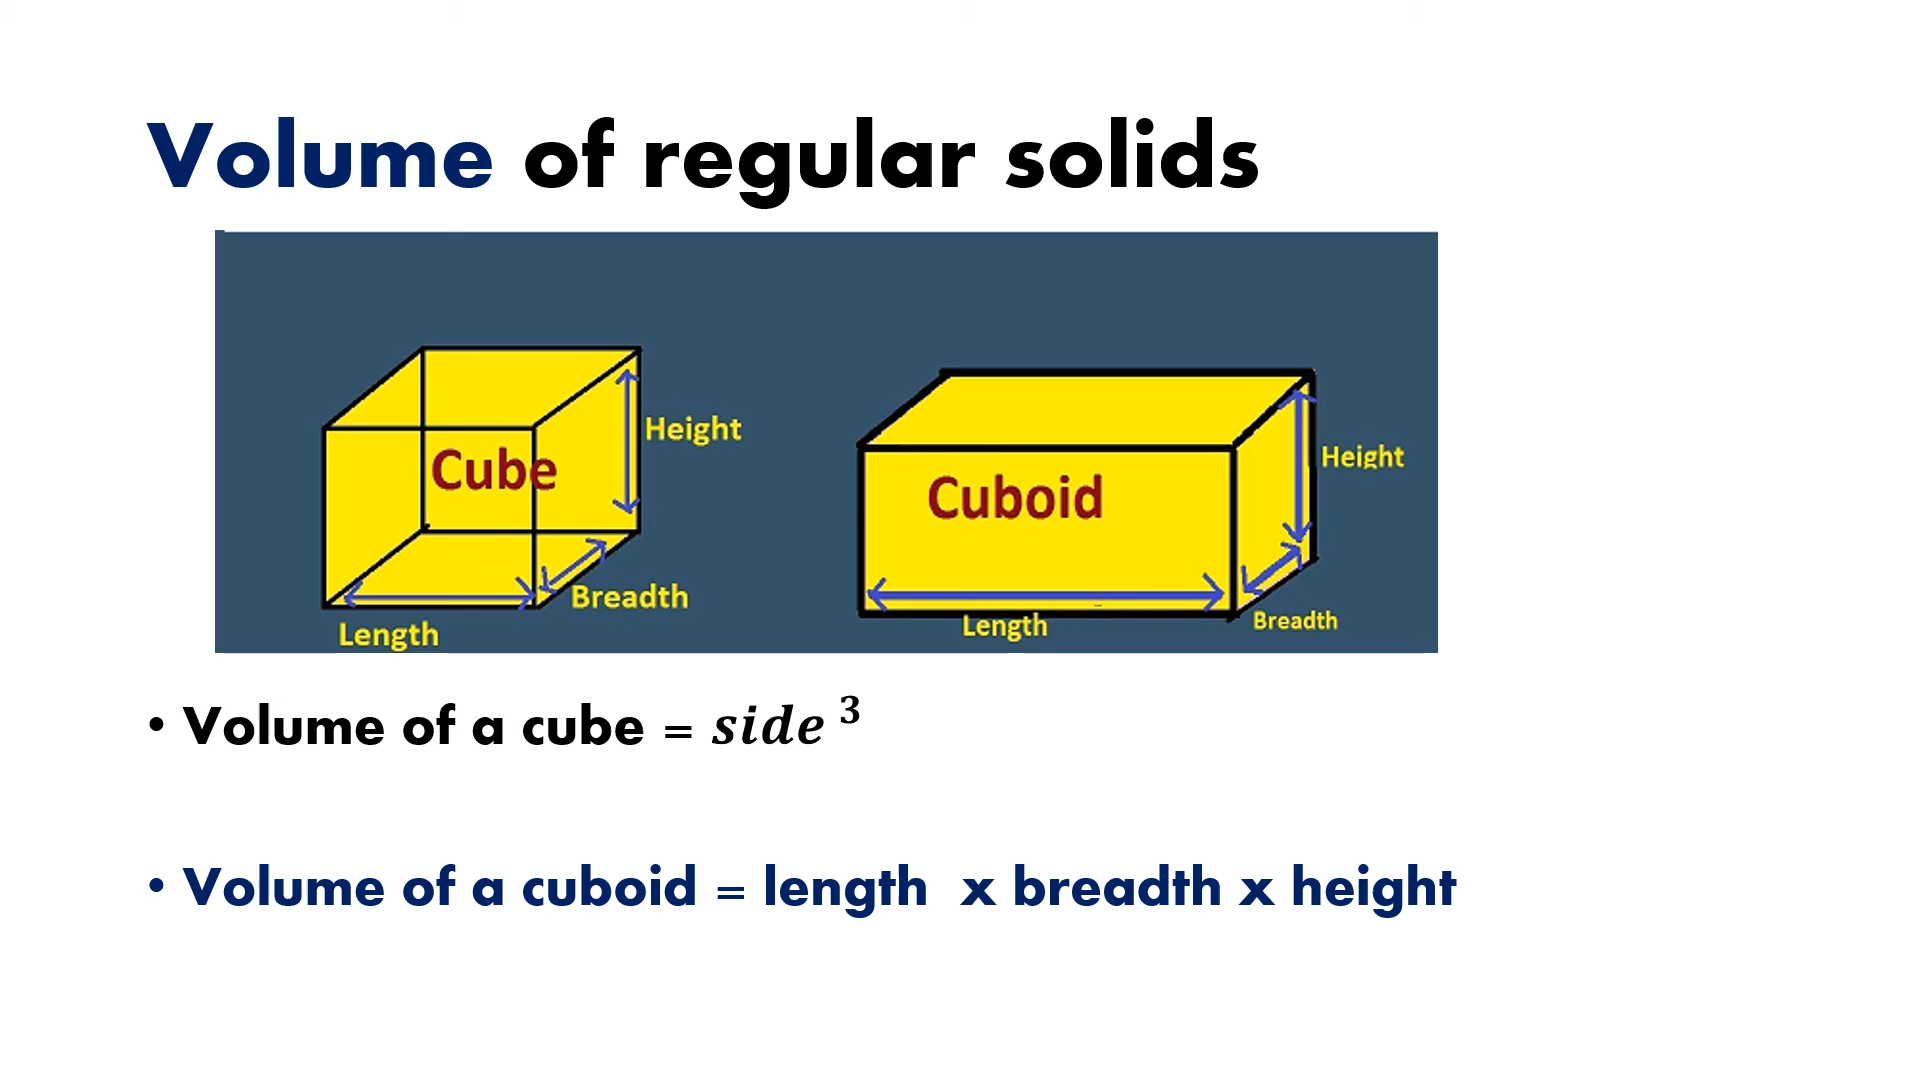 Volume of regular solids
Cube
Height
Breadth
Length
Cuboid
Height
Length
Breadth
• Volume of a cube = side ³
• Volume of a cuboid = length x breadth x height